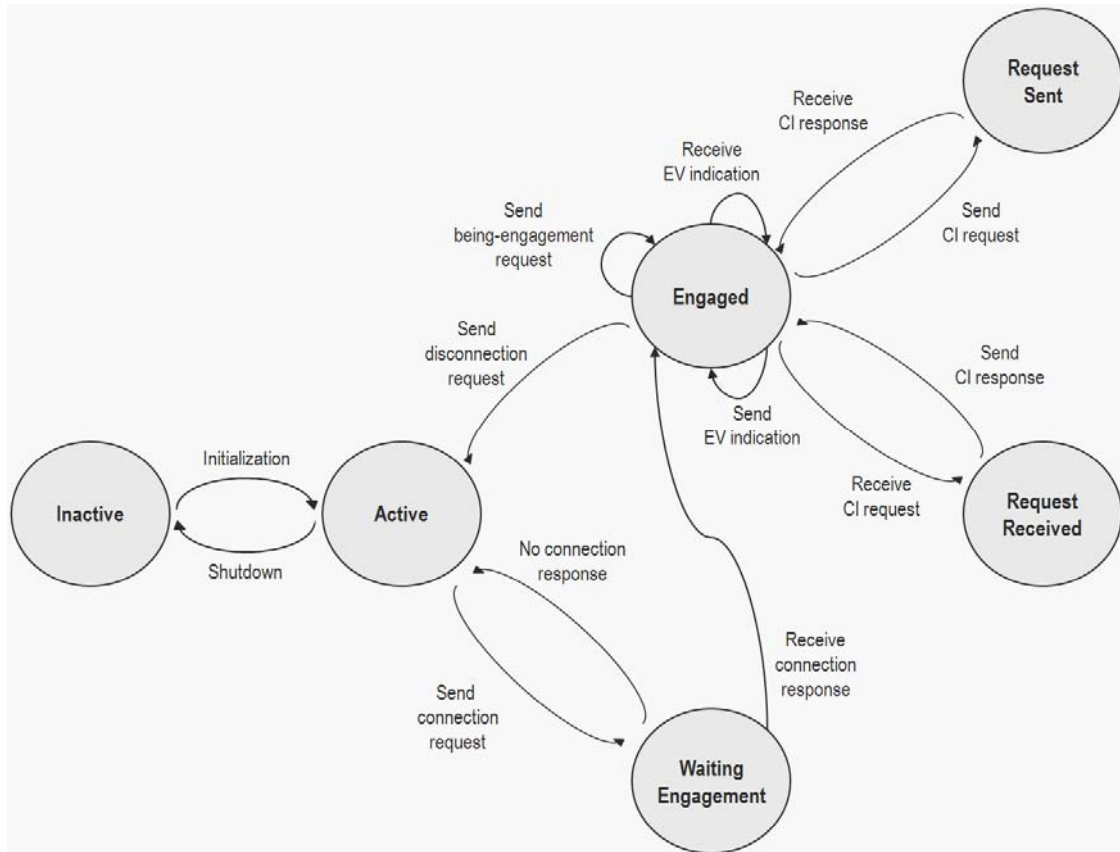 Request
Sent
Receive
CI response
Receive
EV indication
Send
being-engagement
request
Send
CI request
Engaged
Send
disconnection
request
Send
CI response
Send
EV indication
Initialization
Receive
CI request
Inactive
Active
Request
Received
Shutdown
No connection
response
Receive
connection
response
Send
connection
request
Waiting
Engagement